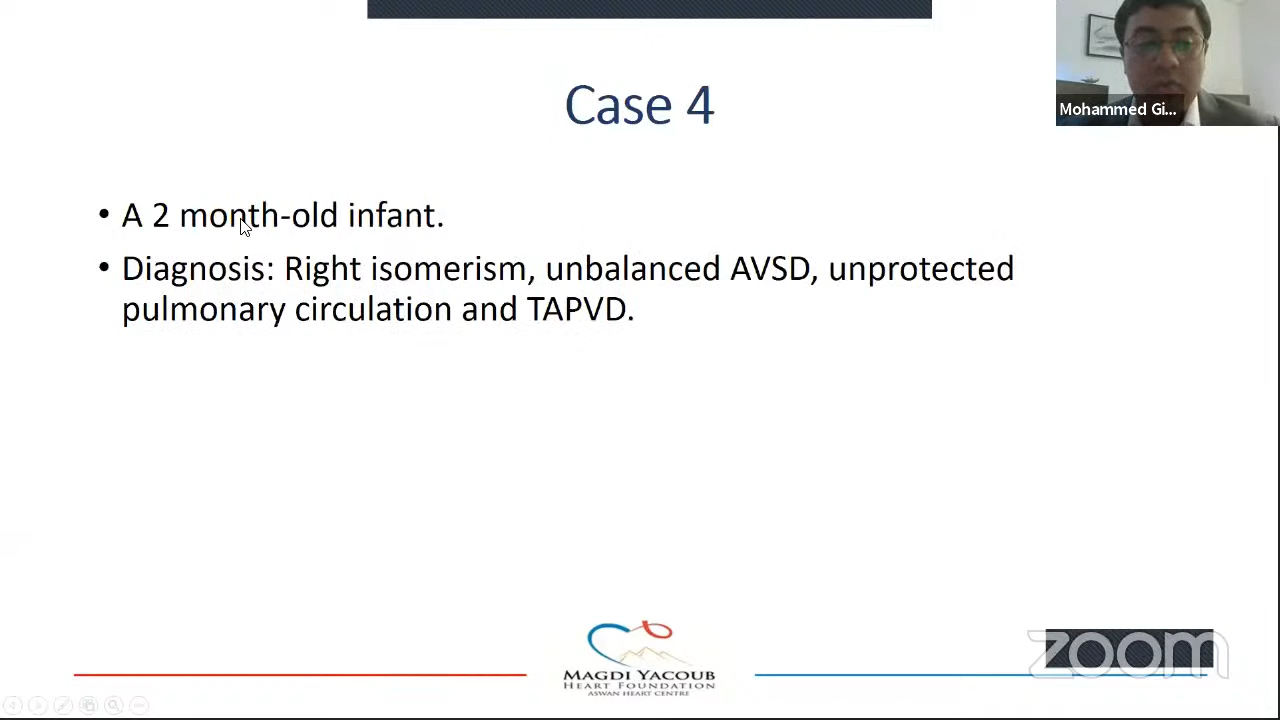 Case 4
Mohammed Gi...
• A 2 month-old infant.
• Diagnosis: Right isomerism, unbalanced AVSD, unprotected
pulmonary circulation and TAPVD.
MAGDI YACOUB
HEART FOUNDATION
ASWAN HEART CENTRE
zoom